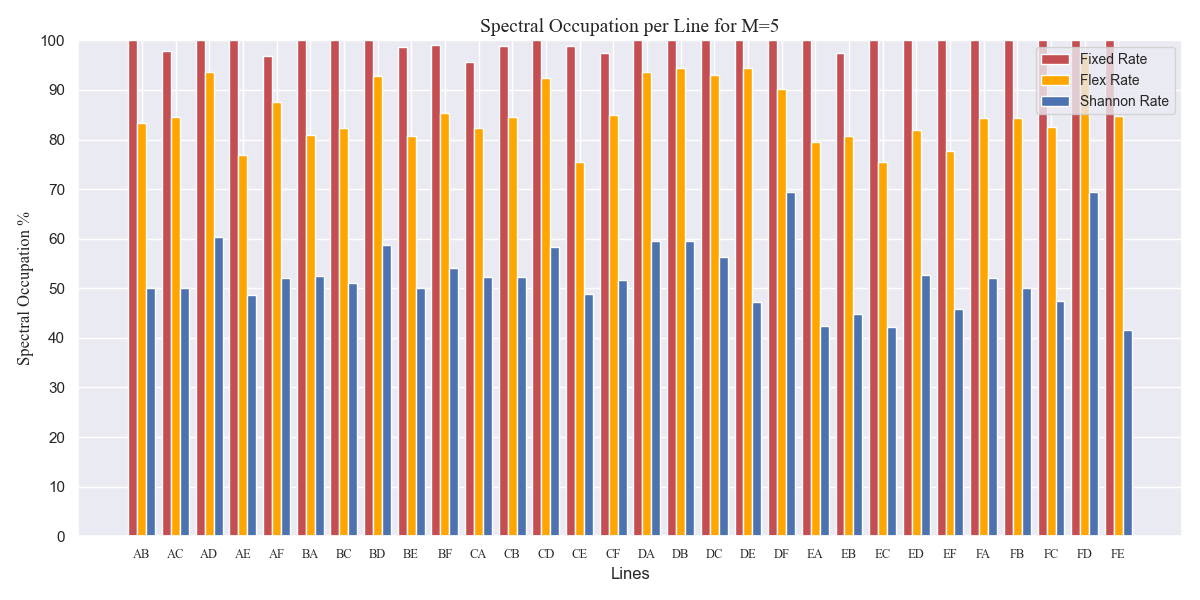 Spectral Occupation per Line for M=5
Fixed Rate
Flex Rate
Shannon Rate
Spectral Occupation %
100
90
80
70
60
50
40
30
20
10
0
AB AC AD AE AF BA BC BD BE BF CA CB CD CE CF DA DB DC DE DF EA EB EC ED EF FA FB FC FD FE
Lines